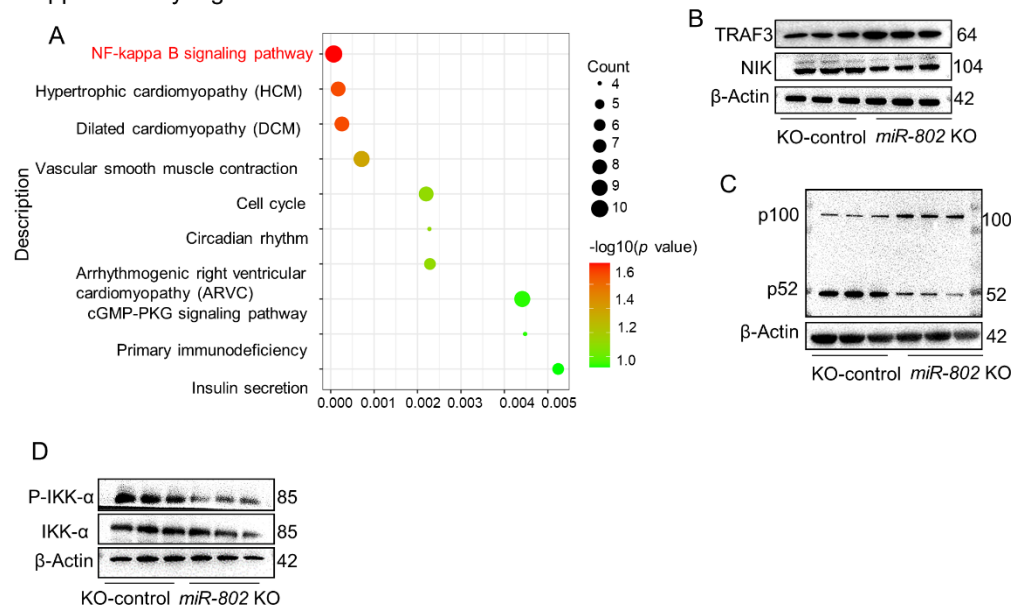 A
Description
NF-kappa B signaling pathway
Hypertrophic cardiomyopathy (HCM)
Dilated cardiomyopathy (DCM)
Vascular smooth muscle contraction
Cell cycle
Circadian rhythm
Arrhythmogenic right ventricular
cardiomyopathy (ARVC)
cGMP-PKG signaling pathway
Primary immunodeficiency
Insulin secretion
0.000 0.001 0.002 0.003 0.004 0.005
Count
4
5
6
7
8
9
10
-log10(p value)
1.6
1.4
1.2
1.0
B
TRAF3 64
NIK 104
β-Actin 42
KO-control miR-802 KO
C
p100 100
p52 52
β-Actin 42
KO-control miR-802 KO
D
P-IKK-α 85
IKK-α 85
β-Actin 42
KO-control miR-802 KO